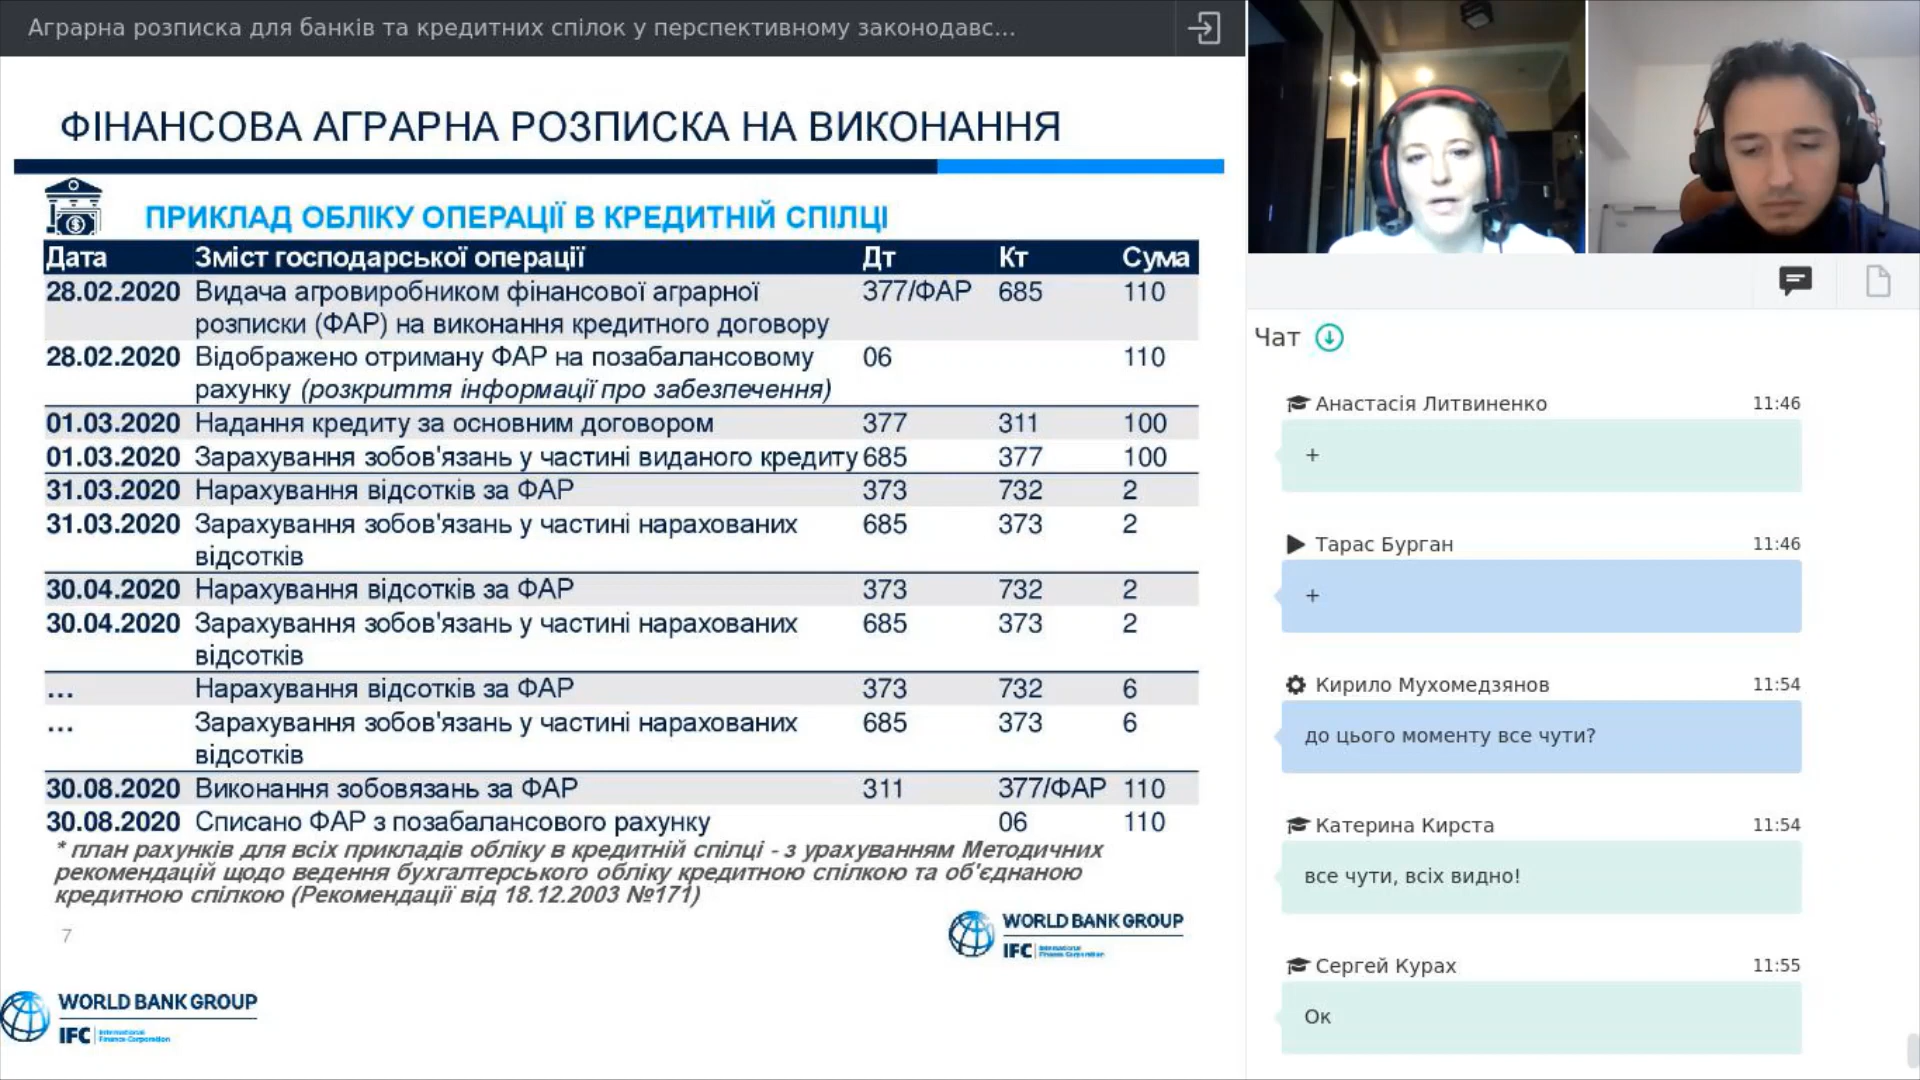 Аграрна розписка для банків та кредитних спілок у перспективному законодавс...
ФІНАНСОВА АГРАРНА РОЗПИСКА НА ВИКОНАННЯ
ПРИКЛАД ОБЛІКУ ОПЕРАЦІЇ В КРЕДИТНІЙ СПІЛЦІ
Дата Зміст господарської операції Дт Кт Сума
28.02.2020 Видача агровиробником фінансової аграрної 377/ФАР 685 110
розписки (ФАР) на виконання кредитного договору
28.02.2020 Відображено отриману ФАР на позабалансовому 06 110
рахунку (розкриття інформації про забезпечення)
01.03.2020 Надання кредиту за основним договором 377 311 100
01.03.2020 Зарахування зобов'язань у частині виданого кредиту 685 377 100
31.03.2020 Нарахування відсотків за ФАР 373 732 2
31.03.2020 Зарахування зобов'язань у частині нарахованих 685 373 2
відсотків
30.04.2020 Нарахування відсотків за ФАР 373 732 2
30.04.2020 Зарахування зобов'язань у частині нарахованих 685 373 2
відсотків
... Нарахування відсотків за ФАР 373 732 6
... Зарахування зобов'язань у частині нарахованих 685 373 6
відсотків
30.08.2020 Виконання зобовязань за ФАР 311 377/ФАР 110
30.08.2020 Списано ФАР з позабалансового рахунку 06 110
* план рахунків для всіх прикладів обліку в кредитній спілці - з урахуванням Методичних
рекомендацій щодо ведення бухгалтерського обліку кредитною спілкою та об'єднаною
кредитною спілкою (Рекомендації від 18.12.2003 №171)
7
WORLD BANK GROUP
IFC International
Finance Corporation
WORLD BANK GROUP
IFC International
Finance Corporation
Чат
Анастасія Литвиненко 11:46
+
Тарас Бурган 11:46
+
Кирило Мухомедзянов 11:54
до цього моменту все чути?
Катерина Кирста 11:54
все чути, всіх видно!
Сергей Курах 11:55
Ок